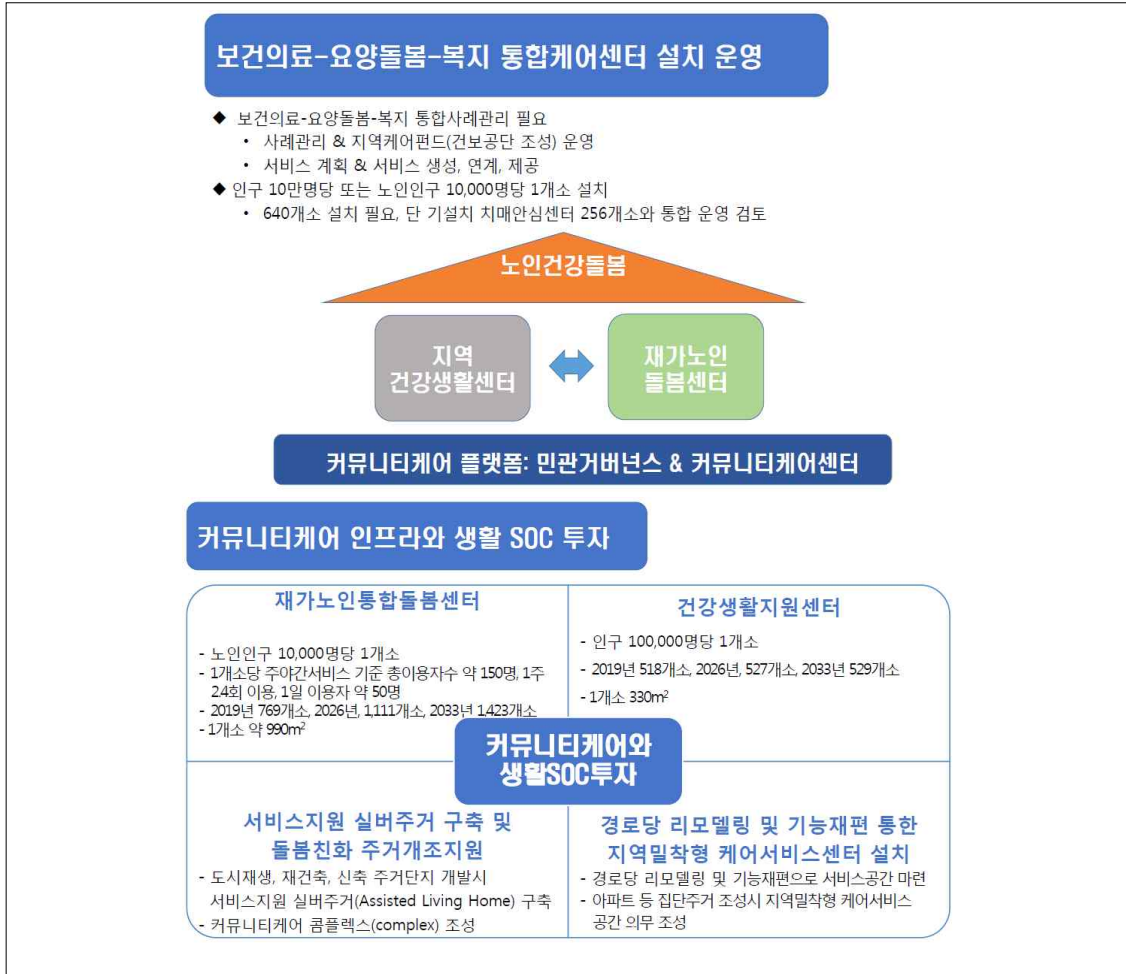 보건의료-요양돌봄-복지 통합케어센터 설치 운영
◆ 보건의료-요양돌봄-복지 통합사례관리 필요
• 사례관리 & 지역케어펀드(건보공단 조성) 운영
• 서비스 계획 & 서비스 생성, 연계, 제공
◆ 인구 10만명당 또는 노인인구 10,000명당 1개소 설치
• 640개소 설치 필요, 단 기설치 치매안심센터 256개소와 통합 운영 검토
노인건강돌봄
지역
건강생활센터
재가노인
돌봄센터
커뮤니티케어 플랫폼: 민관거버넌스 & 커뮤니티케어센터
커뮤니티케어 인프라와 생활 SOC 투자
재가노인통합돌봄센터
- 노인인구 10,000명당 1개소
- 1개소당 주야간서비스 기준 총이용자수 약 150명, 1주
2.4회 이용, 1일 이용자 약 50명
- 2019년 769개소, 2026년, 1,111개소, 2033년 1,423개소
- 1개소 약 990m²
건강생활지원센터
- 인구 100,000명당 1개소
- 2019년 518개소, 2026년, 527개소, 2033년 529개소
- 1개소 330m²
커뮤니티케어와
생활SOC투자
서비스지원 실버주거 구축 및
돌봄친화 주거개조지원
- 도시재생, 재건축, 신축 주거단지 개발시
서비스지원 실버주거(Assisted Living Home) 구축
- 커뮤니티케어 콤플렉스(complex) 조성
경로당 리모델링 및 기능재편 통한
지역밀착형 케어서비스센터 설치
- 경로당 리모델링 및 기능재편으로 서비스공간 마련
- 아파트 등 집단주거 조성시 지역밀착형 케어서비스
공간 의무 조성